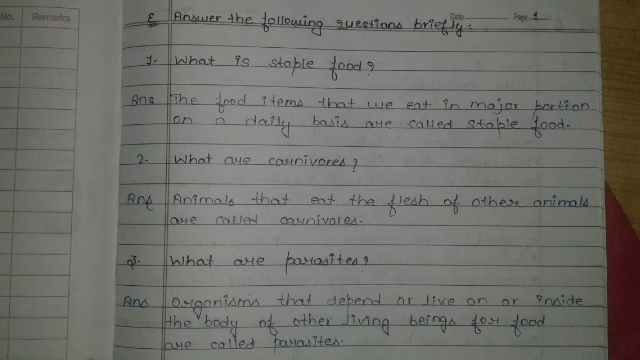 No. Remarks
Date Page 1
E Answer the following questions briefly.
1. What is staple food?
Ans The food items that we eat in major portion
on a daily basis are called staple food.
2. What are carnivores?
Ans Animals that eat the flesh of other animals
are called carnivores.
3. What are parasites?
Ans Organisms that depend or live on or inside
the body of other living beings for food
are called parasites.